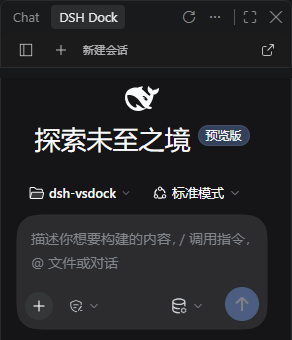 Chat DSH Dock
新建会话
探索未至之境 预览版
dsh-vsdock 标准模式
描述你想要构建的内容, / 调用指令,
@ 文件或对话